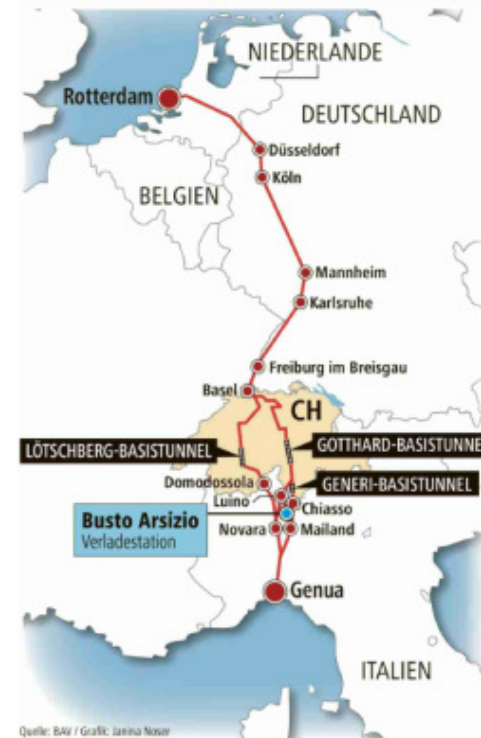 NIEDERLANDE
Rotterdam
DEUTSCHLAND
Düsseldorf
Köln
BELGIEN
Mannheim
Karlsruhe
Freiburg im Breisgau
Basel
CH
LÖTSCHBERG-BASISTUNNEL
GOTTHARD-BASISTUNNE
Domodossola
GENERI-BASISTUNNEL
Luino
Chiasso
Busto Arsizio
Verladestation
Novara
Mailand
Genua
ITALIEN
Quelle: BAV / Grafik: Janina Noser